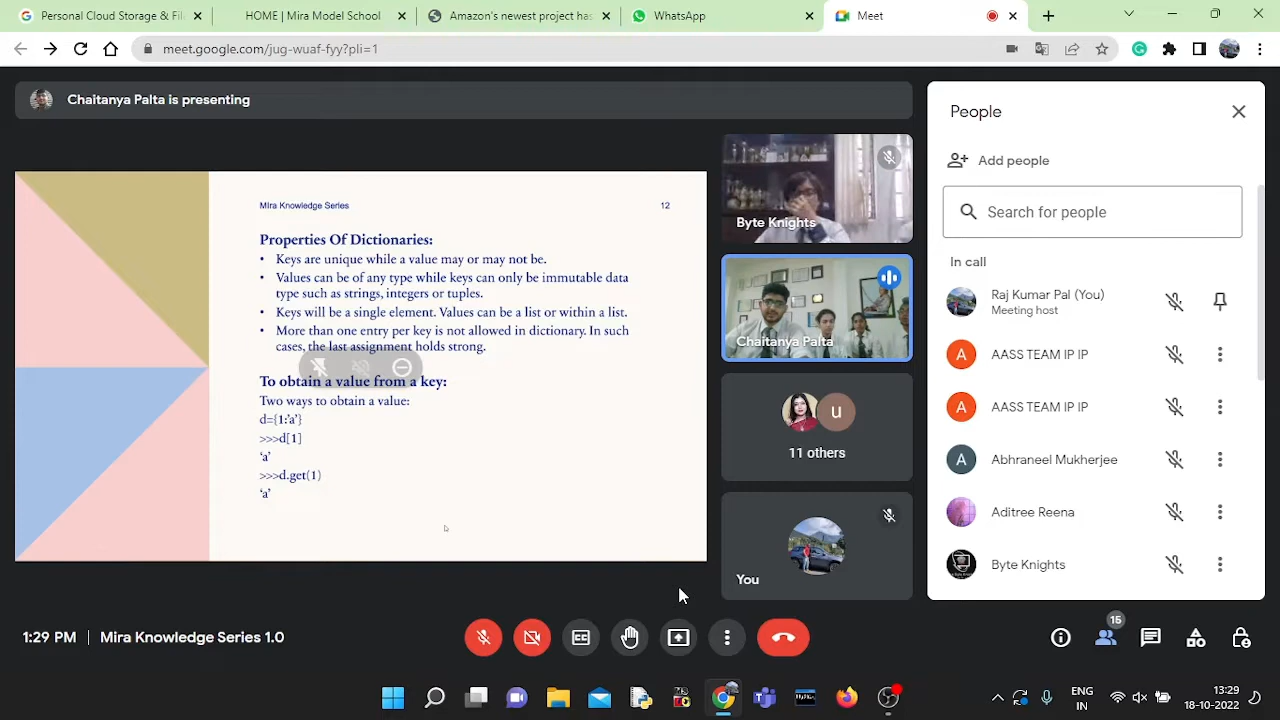 Personal Cloud Storage & Fil
HOME | Mira Model School
Amazon's newest project has
WhatsApp
Meet
meet.google.com/jug-wuaf-fyy?pli=1
Chaitanya Palta is presenting
MIra Knowledge Series
12
Properties Of Dictionaries:
• Keys are unique while a value may or may not be.
• Values can be of any type while keys can only be immutable data
type such as strings, integers or tuples.
• Keys will be a single element. Values can be a list or within a list.
• More than one entry per key is not allowed in dictionary. In such
cases, the last assignment holds strong.
To obtain a value from a key:
Two ways to obtain a value:
d={1:'a'}
>>>d[1]
'a'
>>>d.get(1)
'a'
Byte Knights
Chaitanya Palta
u
11 others
You
People
Add people
Search for people
In call
Raj Kumar Pal (You)
Meeting host
A
AASS TEAM IP IP
A
AASS TEAM IP IP
A
Abhraneel Mukherjee
Aditree Reena
Byte Knights
1:29 PM | Mira Knowledge Series 1.0
CC
15
ENG
IN
13:29
18-10-2022